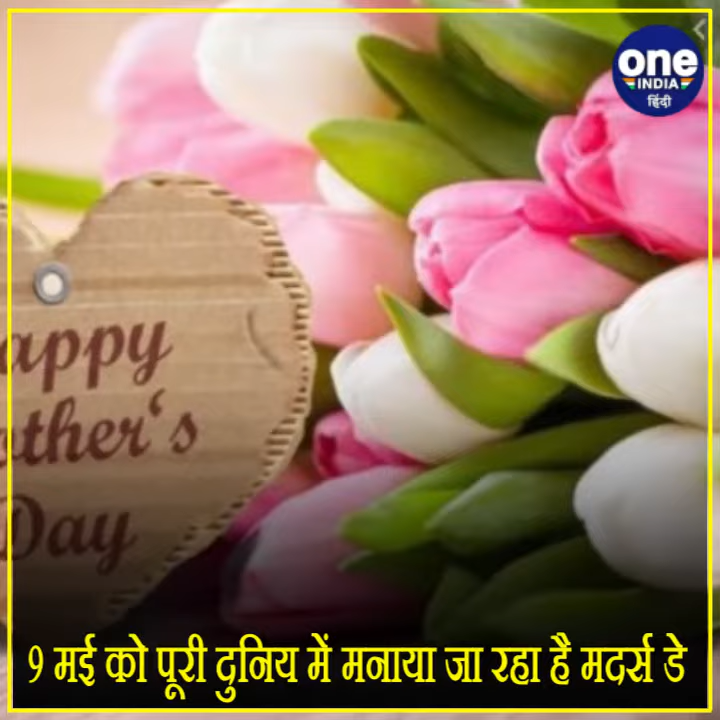 one
INDIA
हिंदी
appy
other's
Day
9 मई को पूरी दुनिय में मनाया जा रहा है मदर्स डे